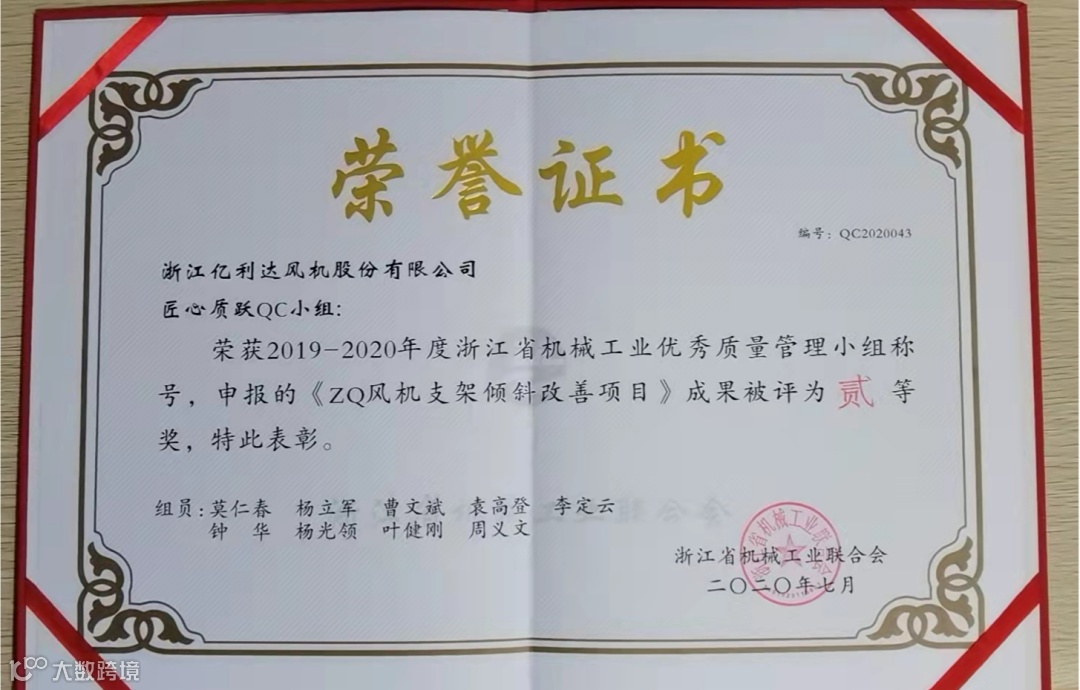 荣誉证书
编号：QC2020043
浙江亿利达风机股份有限公司
匠心质跃QC小组：
荣获2019-2020年度浙江省机械工业优秀质量管理小组称
号，申报的《ZQ风机支架倾斜改善项目》成果被评为 贰 等
奖，特此表彰。
组员：莫仁春 杨立军 曹文斌 袁高登 李定云
钟 华 杨光领 叶健刚 周义文
浙江省机械工业联合会
二〇二〇年七月
大数跨境